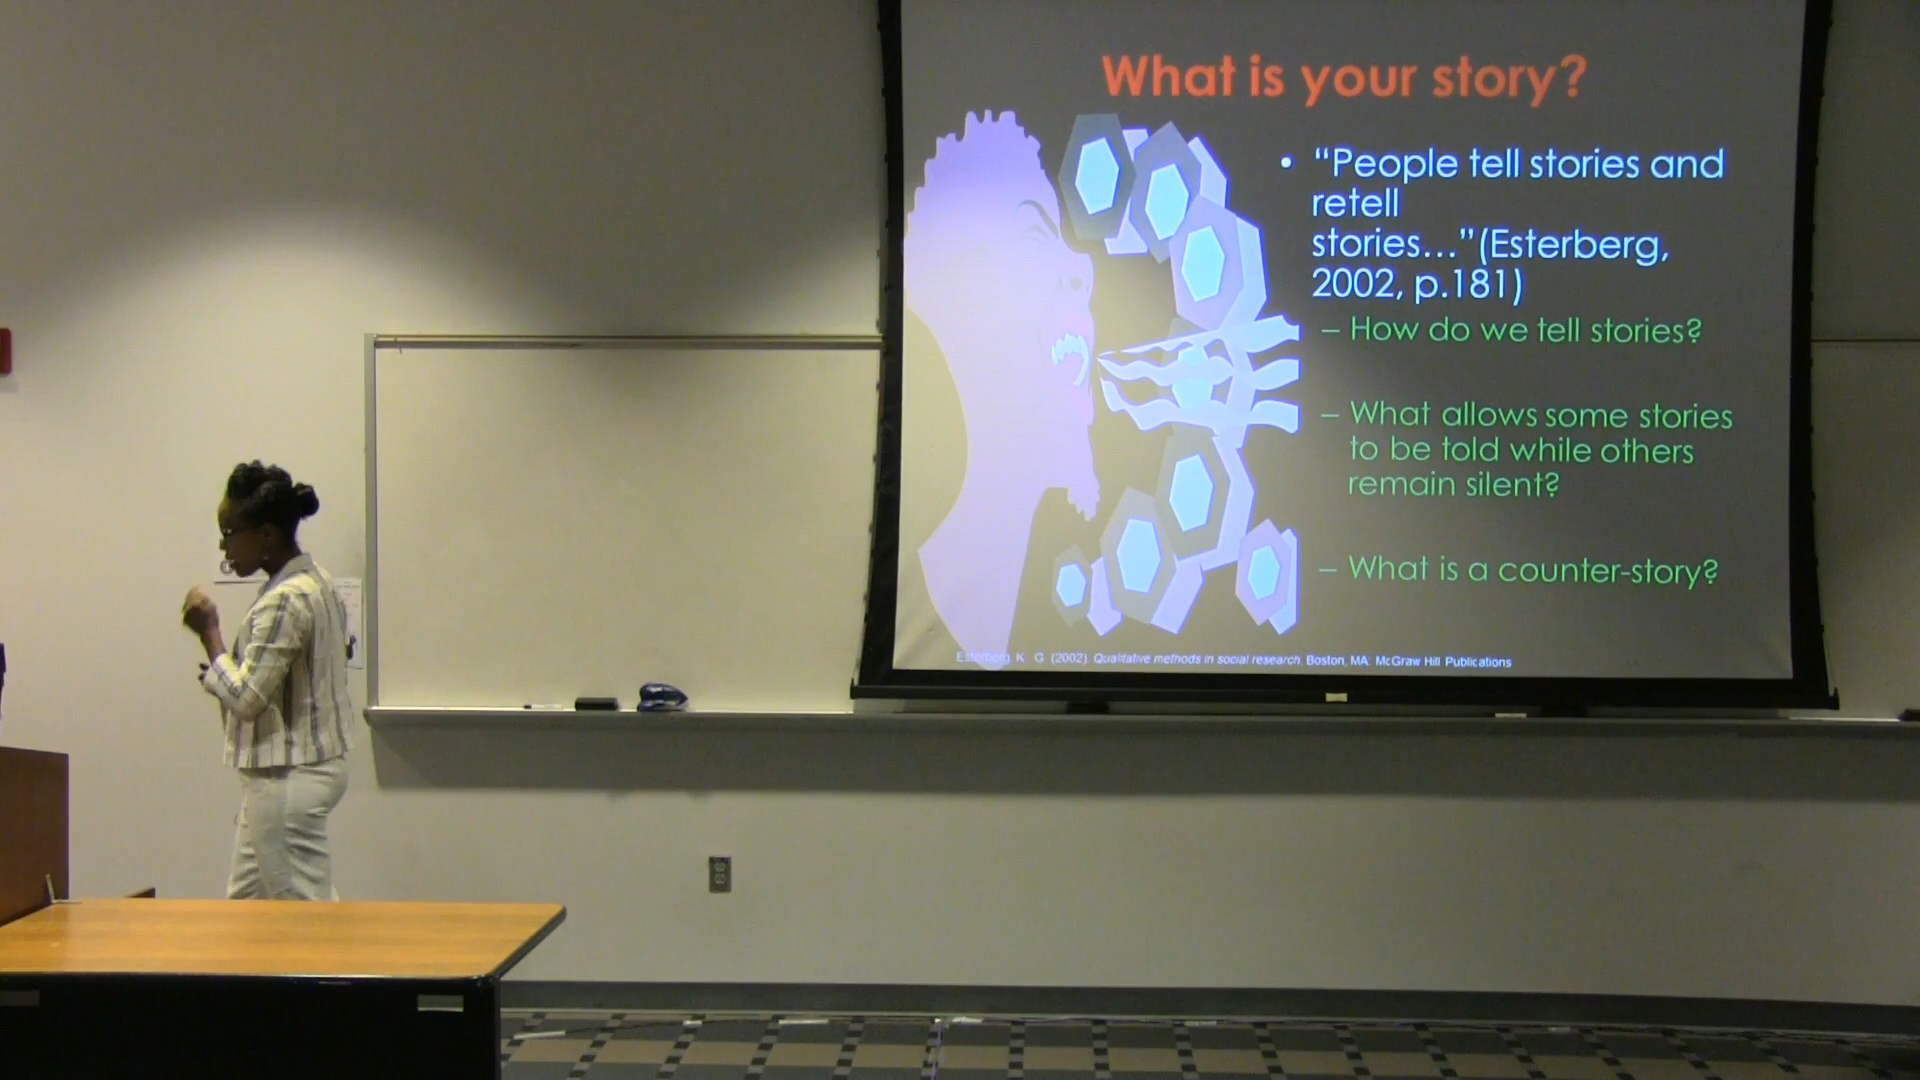 What is your story?
• “People tell stories and
retell
stories…”(Esterberg,
2002, p.181)
– How do we tell stories?
– What allows some stories
to be told while others
remain silent?
– What is a counter-story?
Esterberg K G (2002) Qualitative methods in social research. Boston, MA: McGraw Hill Publications